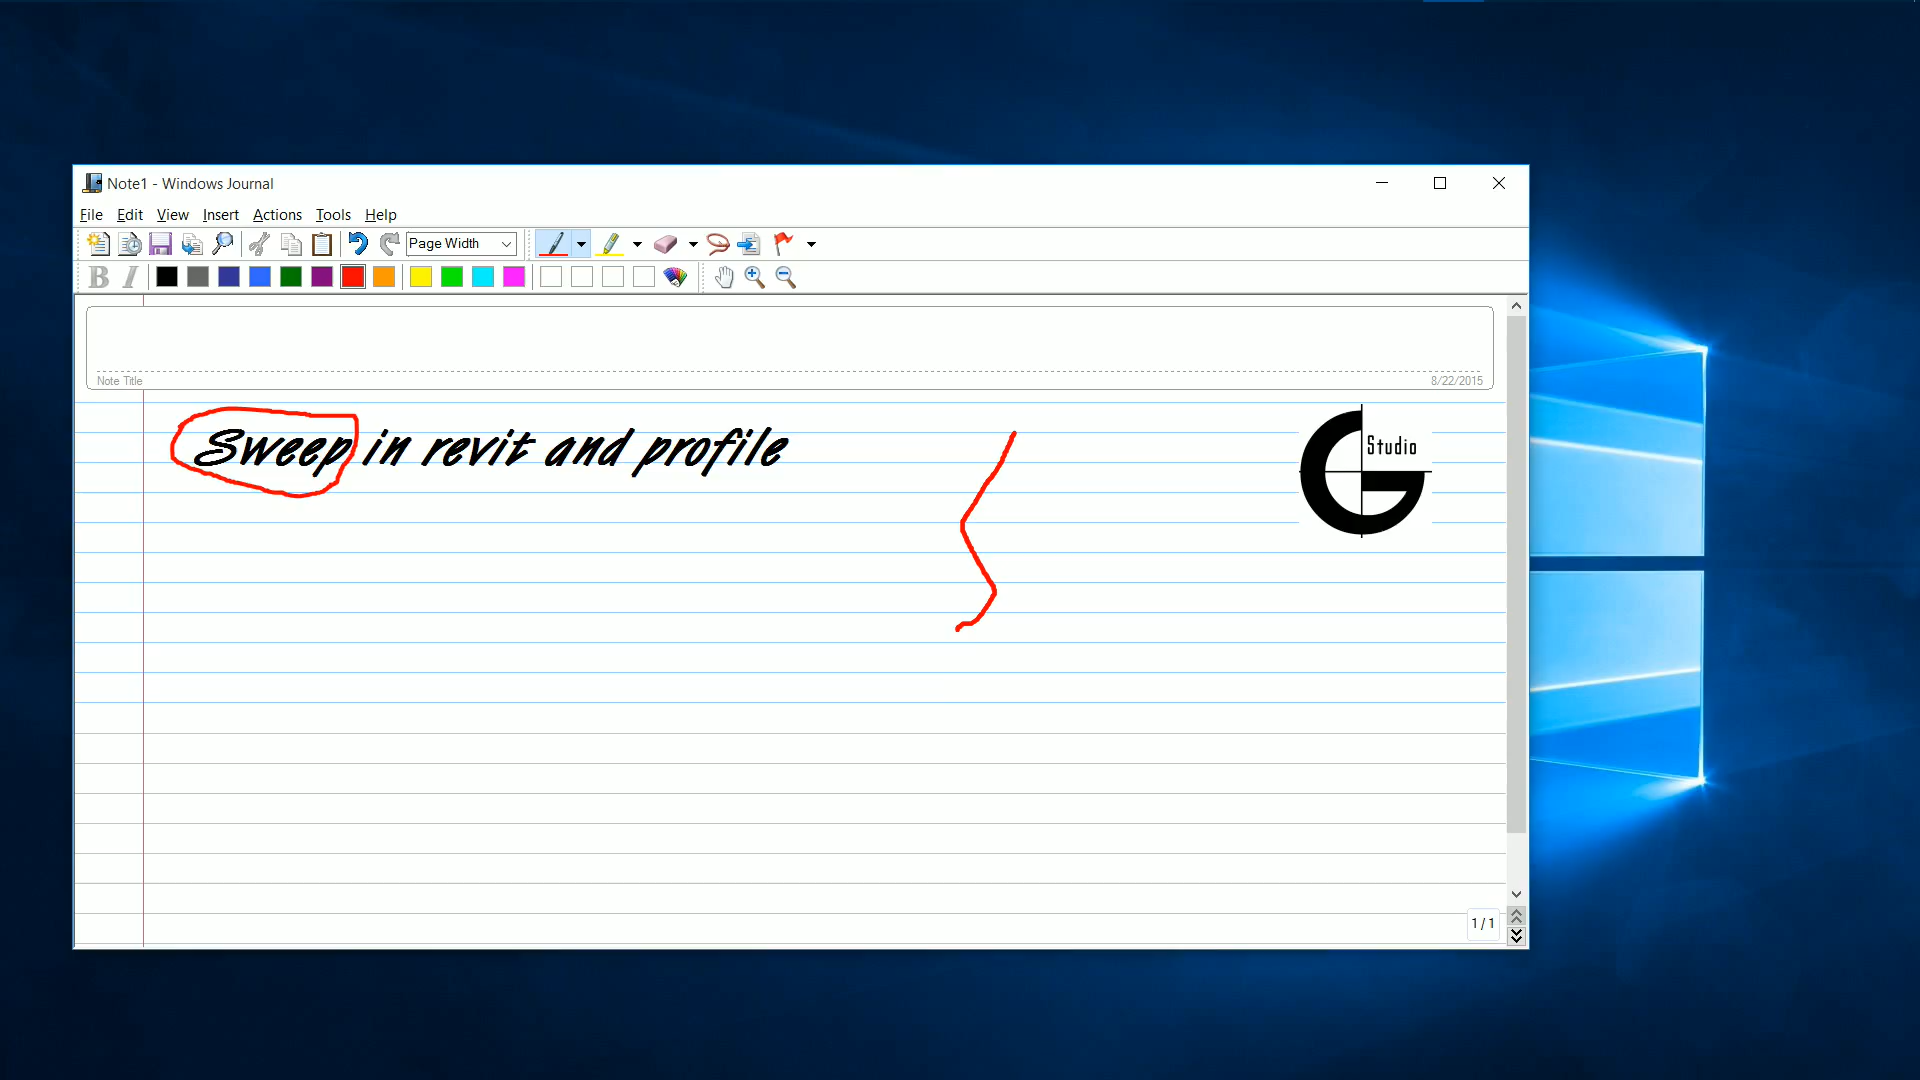 Note1 - Windows Journal
File Edit View Insert Actions Tools Help
Page Width
B I
Note Title
8/22/2015
Sweep in revit and profile
G Studio
1 / 1